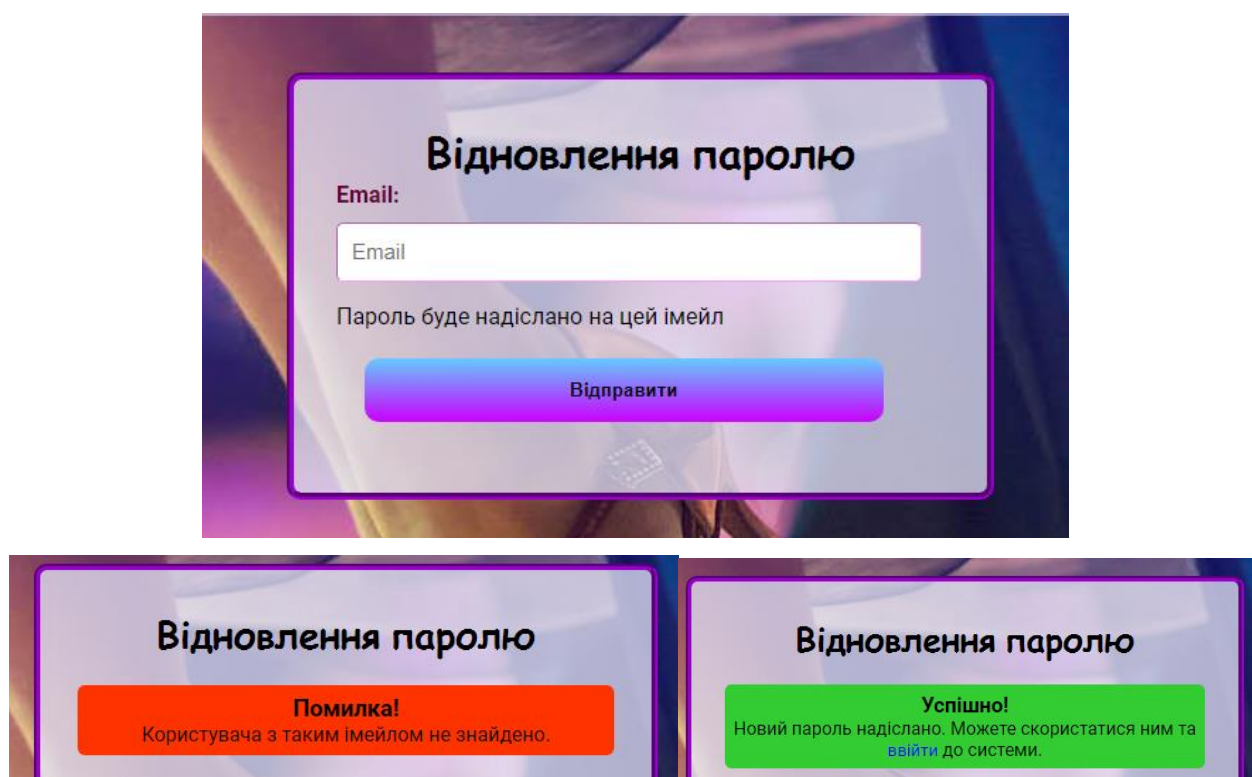 Відновлення паролю
Email:
Email
Пароль буде надіслано на цей імейл
Відправити
Відновлення паролю
Помилка!
Користувача з таким імейлом не знайдено.
Відновлення паролю
Успішно!
Новий пароль надіслано. Можете скористатися ним та
ввійти до системи.